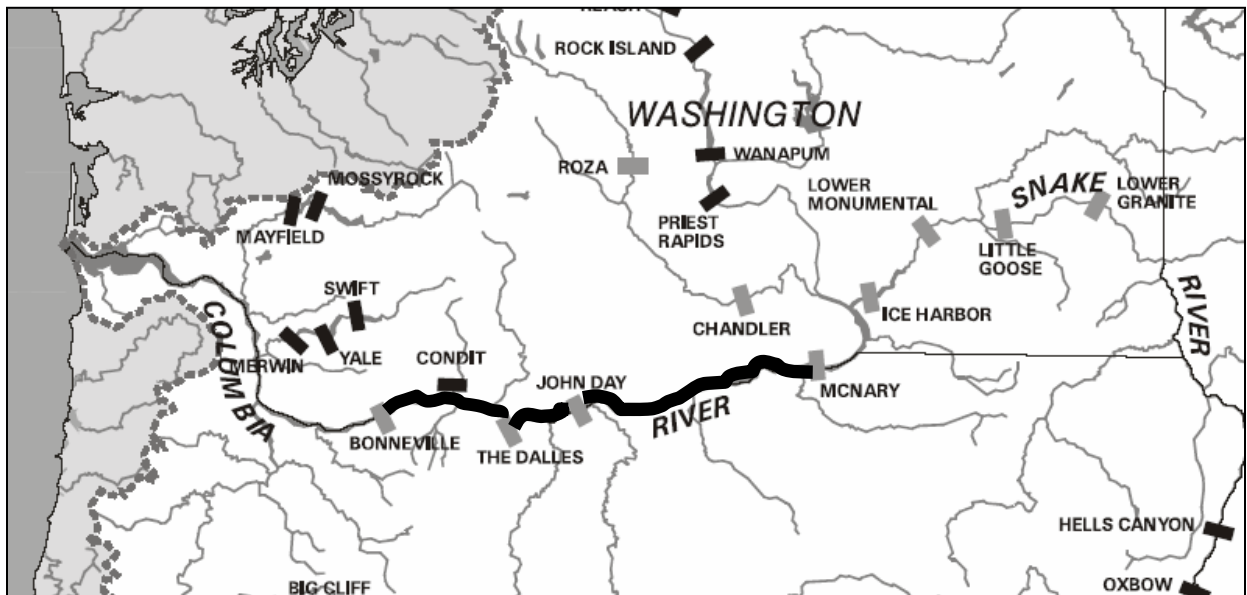 ROCK ISLAND
WASHINGTON
WANAPUM
ROZA
MOSSYROCK
MAYFIELD
PRIEST
RAPIDS
LOWER
MONUMENTAL
SNAKE
LOWER
GRANITE
LITTLE
GOOSE
RIVER
SWIFT
MERWIN
YALE
COLUMBIA
CONDIT
CHANDLER
ICE HARBOR
JOHN DAY
MCNARY
RIVER
BONNEVILLE
THE DALLES
HELLS CANYON
OXBOW
BIG CLIFF